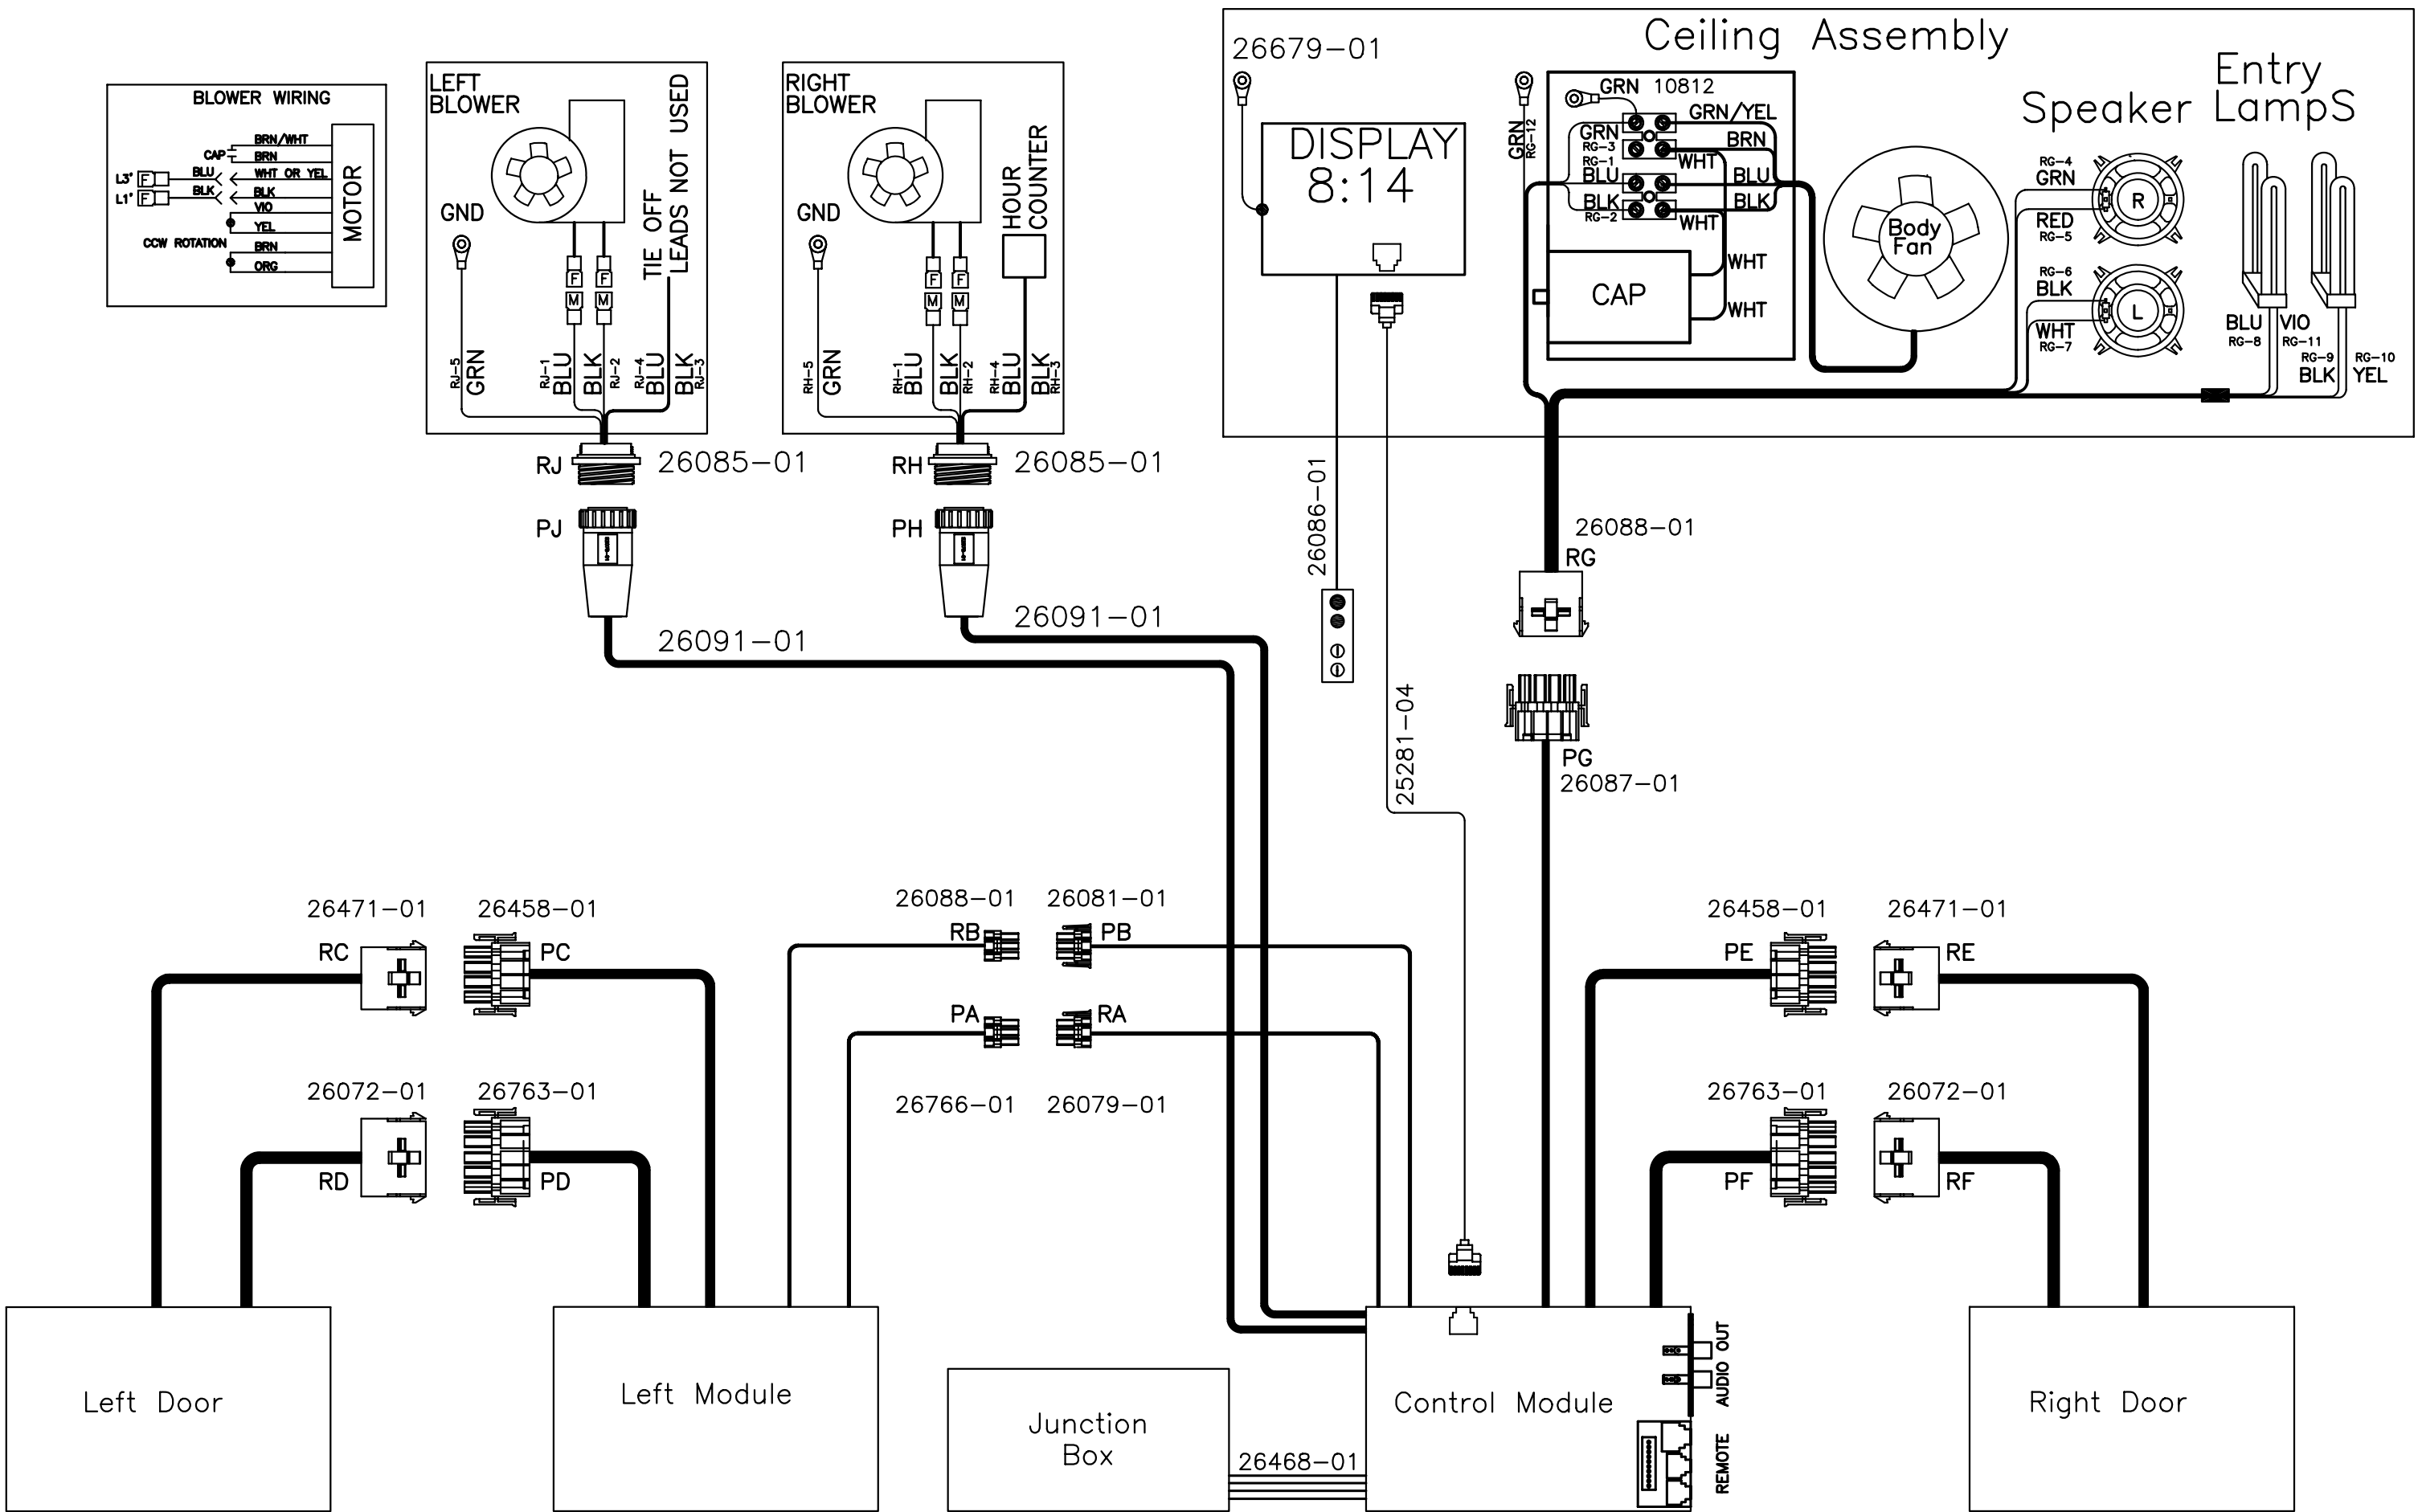 BLOWER WIRING
BRN/WHT
CAP
BRN
L3' F BLU WHT OR YEL
L1' F BLK BLK
VIO
YEL
CCW ROTATION
BRN
ORG
MOTOR
LEFT
BLOWER
GND
TIE OFF
LEADS NOT USED
F F
M M
RJ-5
GRN
RJ-1
BLU
BLK
RJ-2
RJ-4
BLU
BLK
RJ-3
RJ
26085-01
PJ
26091-01
RIGHT
BLOWER
GND
HOUR
COUNTER
F F
M M
RH-5
GRN
RH-1
BLU
BLK
RH-2
RH-4
BLU
BLK
RH-3
RH
26085-01
PH
26091-01
Ceiling Assembly
26679-01
DISPLAY
8:14
26086-01
25281-04
GRN
RG-12
GRN 10812
GRN/YEL
GRN
RG-3
BRN
WHT
RG-1
BLU
BLU
BLK
RG-2
BLK
WHT
CAP
WHT
WHT
Body
Fan
Speaker
Entry
LampS
RG-4
GRN
R
RED
RG-5
RG-6
BLK
L
WHT
RG-7
BLU VIO
RG-8 RG-11
RG-9 RG-10
BLK YEL
26088-01
RG
PG
26087-01
26471-01 26458-01
RC PC
26072-01 26763-01
RD PD
26088-01 26081-01
RB PB
PA RA
26766-01 26079-01
26458-01 26471-01
PE RE
26763-01 26072-01
PF RF
Left Door
Left Module
Junction
Box
26468-01
Control Module
AUDIO OUT
REMOTE
Right Door